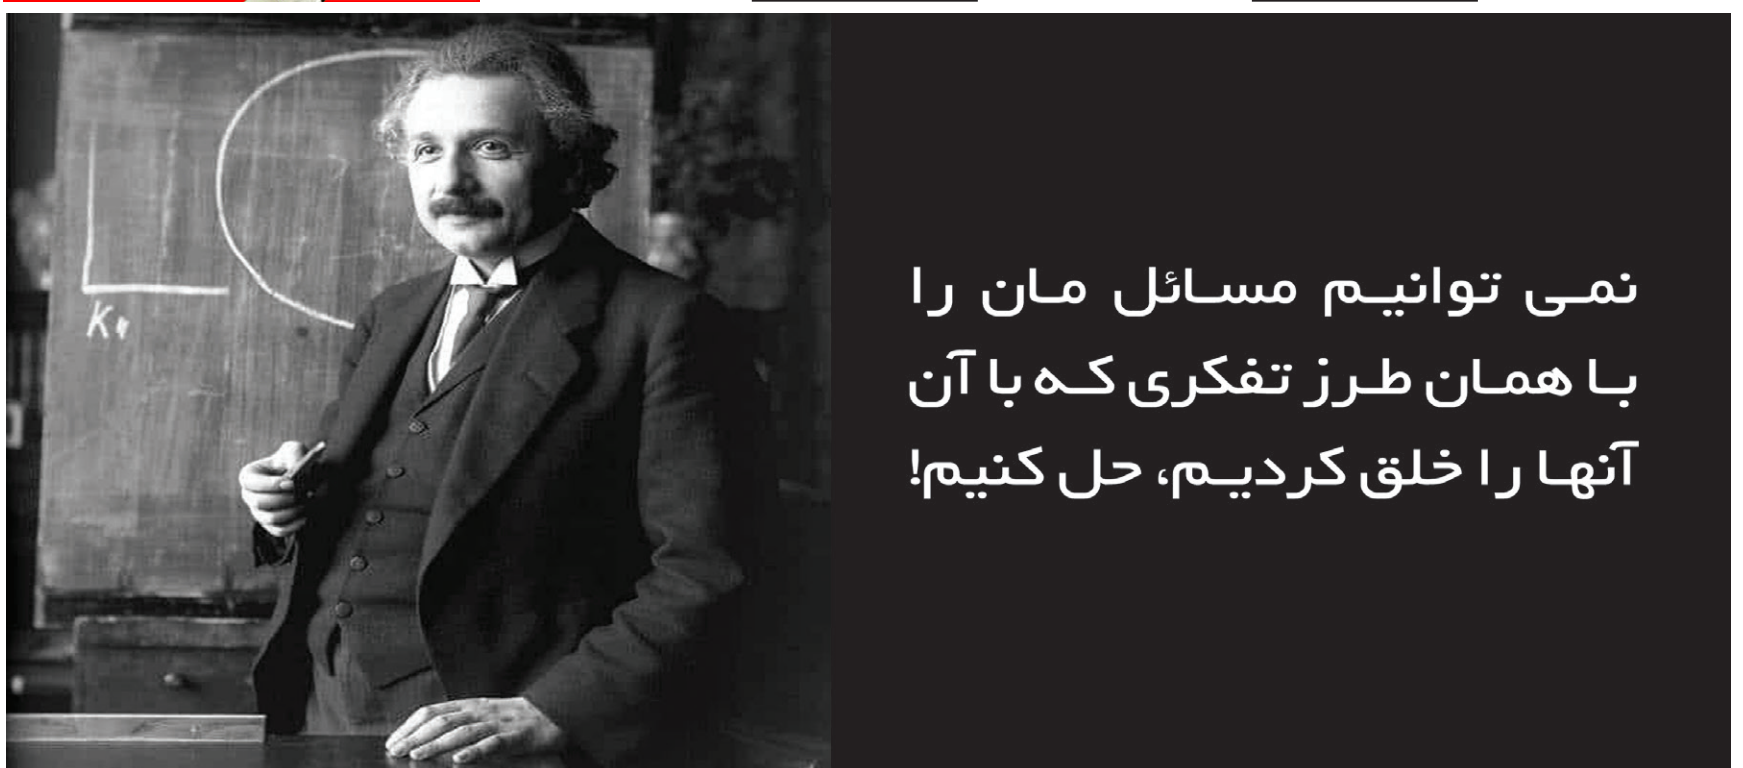 نمی توانیم مسائل مان را
با همان طرز تفکری که با آن
آنها را خلق کردیم، حل کنیم!
K